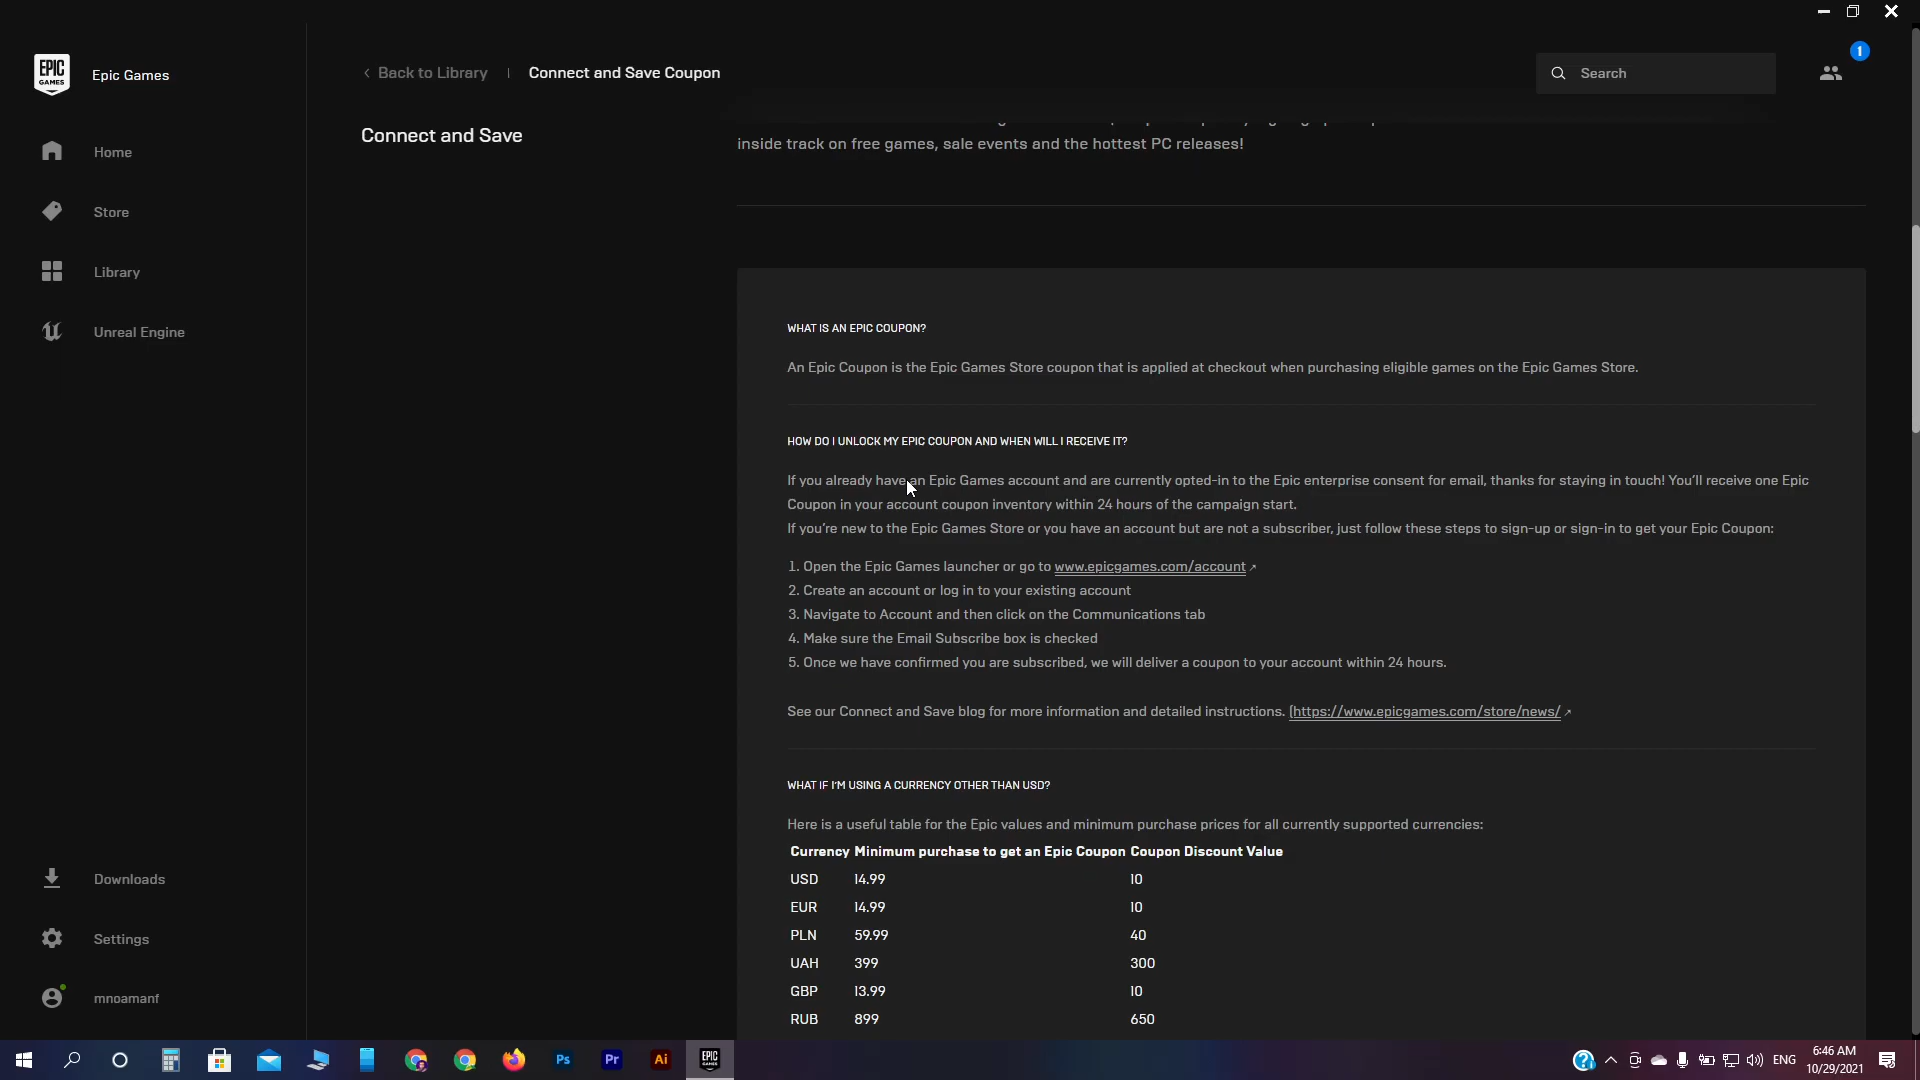 EPIC GAMES
Epic Games
Back to Library
Connect and Save Coupon
Search
1
Home
Store
Library
Unreal Engine
Downloads
Settings
mnoamanf
Connect and Save
inside track on free games, sale events and the hottest PC releases!
WHAT IS AN EPIC COUPON?
An Epic Coupon is the Epic Games Store coupon that is applied at checkout when purchasing eligible games on the Epic Games Store.
HOW DO I UNLOCK MY EPIC COUPON AND WHEN WILL I RECEIVE IT?
If you already have an Epic Games account and are currently opted-in to the Epic enterprise consent for email, thanks for staying in touch! You'll receive one Epic
Coupon in your account coupon inventory within 24 hours of the campaign start.
If you're new to the Epic Games Store or you have an account but are not a subscriber, just follow these steps to sign-up or sign-in to get your Epic Coupon:
1. Open the Epic Games launcher or go to www.epicgames.com/account
2. Create an account or log in to your existing account
3. Navigate to Account and then click on the Communications tab
4. Make sure the Email Subscribe box is checked
5. Once we have confirmed you are subscribed, we will deliver a coupon to your account within 24 hours.
See our Connect and Save blog for more information and detailed instructions. (https://www.epicgames.com/store/news/
WHAT IF I'M USING A CURRENCY OTHER THAN USD?
Here is a useful table for the Epic values and minimum purchase prices for all currently supported currencies:
Currency Minimum purchase to get an Epic Coupon Coupon Discount Value
USD 14.99 10
EUR 14.99 10
PLN 59.99 40
UAH 399 300
GBP 13.99 10
RUB 899 650
Ps
Pr
Ai
EPIC GAMES
ENG
6:46 AM
10/29/2021